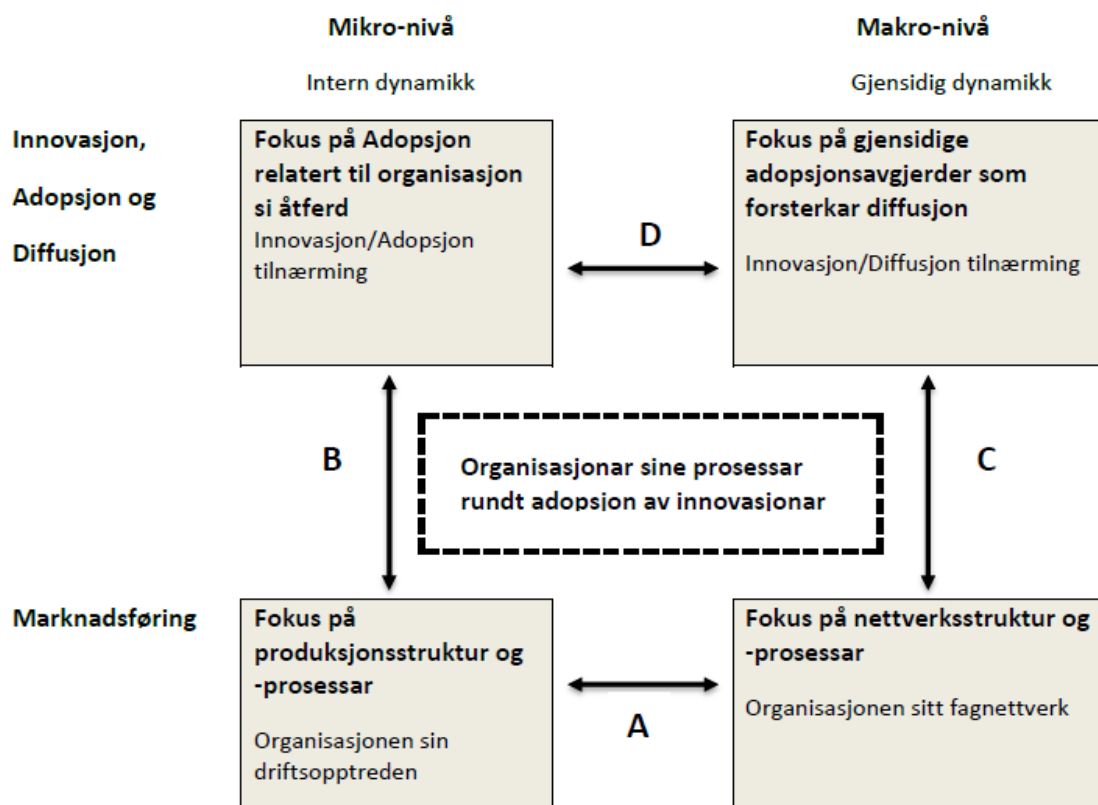 Mikro-nivå
Makro-nivå
Intern dynamikk
Gjensidig dynamikk
Innovasjon,
Adopsjon og
Diffusjon
Fokus på Adopsjon
relatert til organisasjon
si åtferd
Innovasjon/Adopsjon
tilnærming
D
Fokus på gjensidige
adopsjonsavgjerder som
forsterkar diffusjon
Innovasjon/Diffusjon tilnærming
B
Organisasjonar sine prosessar
rundt adopsjon av innovasjonar
C
Marknadsføring
Fokus på
produksjonsstruktur og
-prosessar
Organisasjonen sin
driftsopptreden
A
Fokus på nettverksstruktur og
-prosessar
Organisasjonen sitt fagnettverk